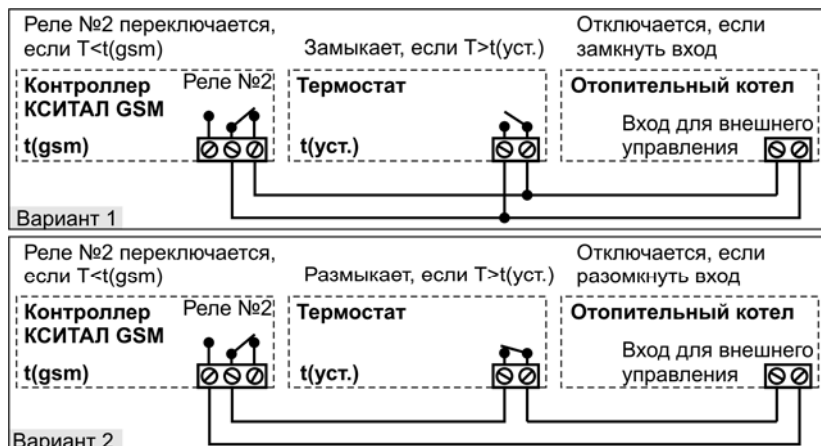 Реле №2 переключается,
если T<t(gsm)
Замыкает, если T>t(уст.)
Отключается, если
замкнуть вход
Контроллер
КСИТАЛ GSM
Реле №2
t(gsm)
Термостат
t(уст.)
Отопительный котел
Вход для внешнего
управления
Вариант 1
Реле №2 переключается,
если T<t(gsm)
Размыкает, если T>t(уст.)
Отключается, если
разомкнуть вход
Контроллер
КСИТАЛ GSM
Реле №2
t(gsm)
Термостат
t(уст.)
Отопительный котел
Вход для внешнего
управления
Вариант 2